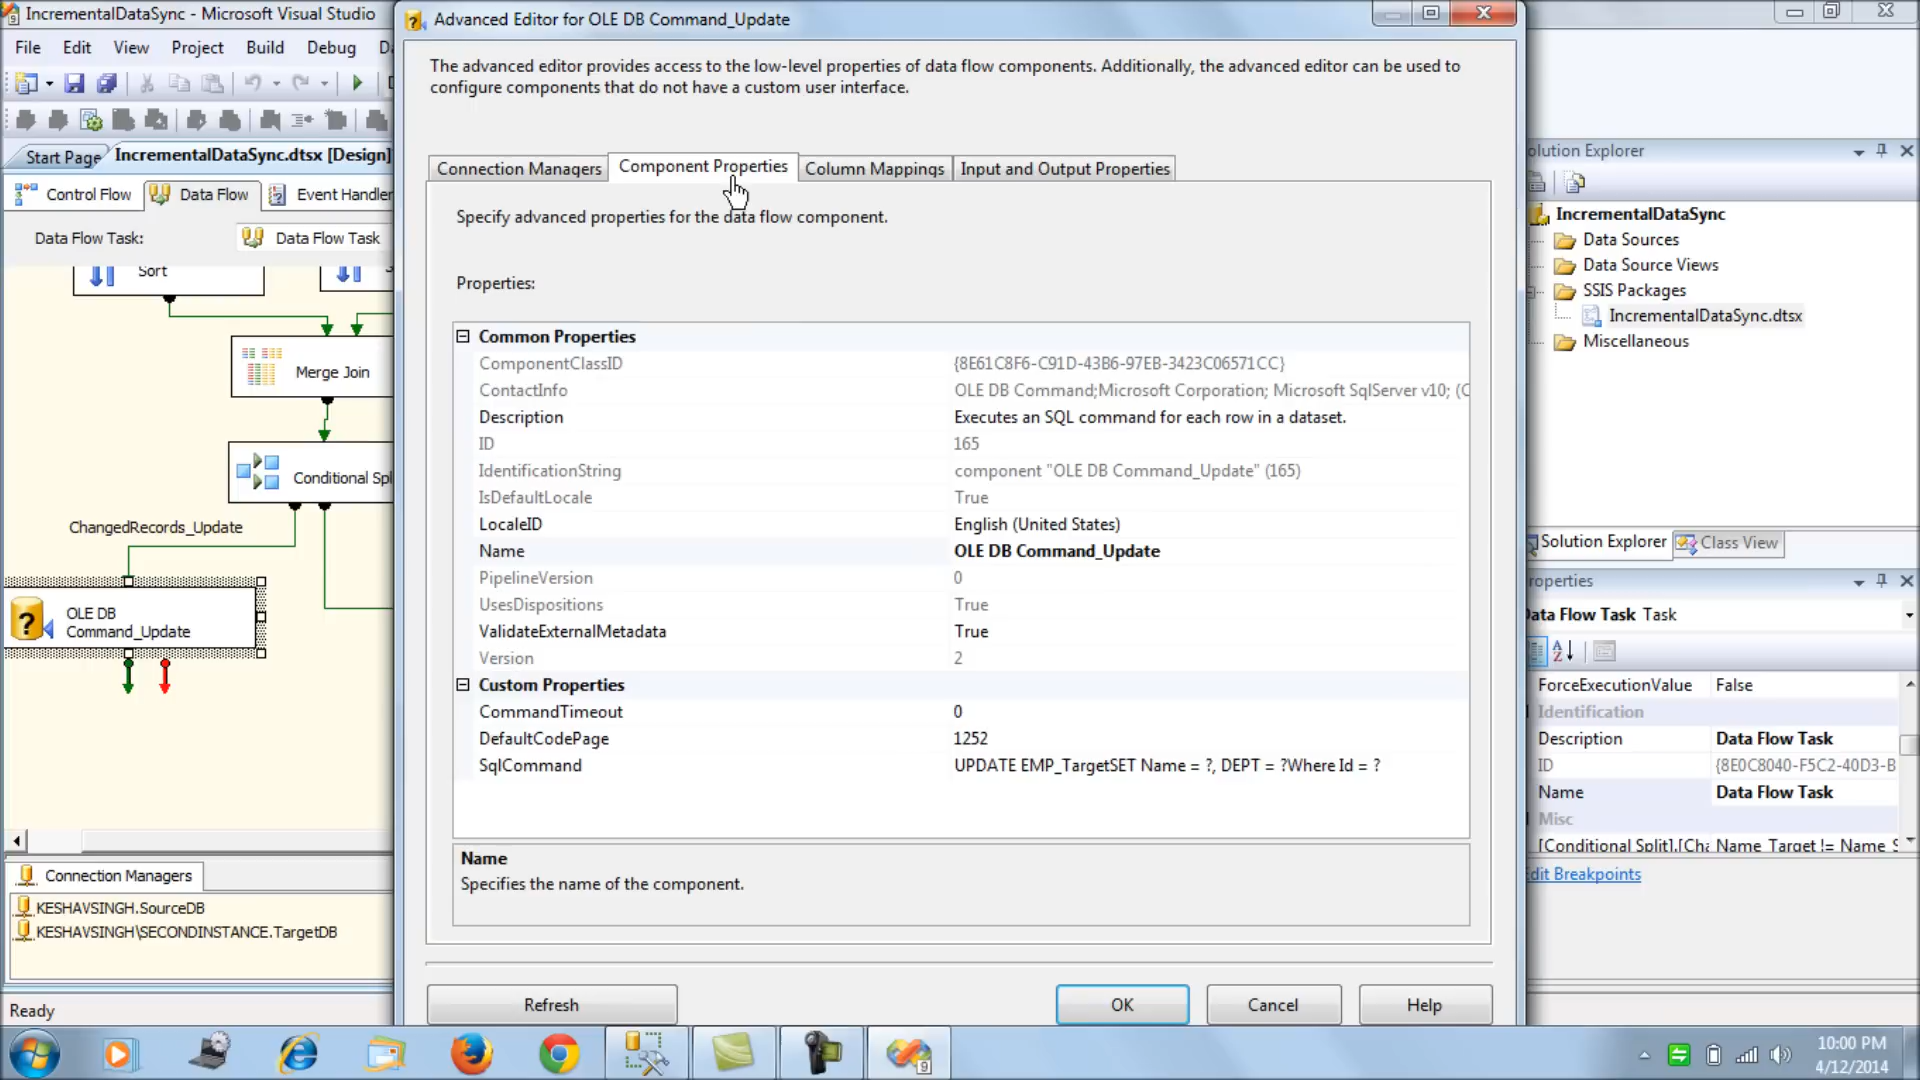 IncrementalDataSync - Microsoft Visual Studio
File Edit View Project Build Debug
Start Page IncrementalDataSync.dtsx [Design]
Control Flow Data Flow Event Handler
Data Flow Task: Data Flow Task
Sort
Merge Join
Conditional Spl
ChangedRecords_Update
OLE DB
Command_Update
Connection Managers
KESHAVSINGH.SourceDB
KESHAVSINGH\SECONDINSTANCE.TargetDB
Ready
Advanced Editor for OLE DB Command_Update
The advanced editor provides access to the low-level properties of data flow components. Additionally, the advanced editor can be used to
configure components that do not have a custom user interface.
Connection Managers Component Properties Column Mappings Input and Output Properties
Specify advanced properties for the data flow component.
Properties:
Common Properties
ComponentClassID {8E61C8F6-C91D-43B6-97EB-3423C06571CC}
ContactInfo OLE DB Command;Microsoft Corporation; Microsoft SqlServer v10; (C
Description Executes an SQL command for each row in a dataset.
ID 165
IdentificationString component "OLE DB Command_Update" (165)
IsDefaultLocale True
LocaleID English (United States)
Name OLE DB Command_Update
PipelineVersion 0
UsesDispositions True
ValidateExternalMetadata True
Version 2
Custom Properties
CommandTimeout 0
DefaultCodePage 1252
SqlCommand UPDATE EMP_TargetSET Name = ?, DEPT = ?Where Id = ?
Name
Specifies the name of the component.
Refresh OK Cancel Help
olution Explorer
IncrementalDataSync
Data Sources
Data Source Views
SSIS Packages
IncrementalDataSync.dtsx
Miscellaneous
Solution Explorer Class View
roperties
Data Flow Task Task
ForceExecutionValue False
Identification
Description Data Flow Task
ID {8E0C8040-F5C2-40D3-B
Name Data Flow Task
Misc
[Conditional Split].[Cha Name_Target != Name_S
Edit Breakpoints
10:00 PM
4/12/2014